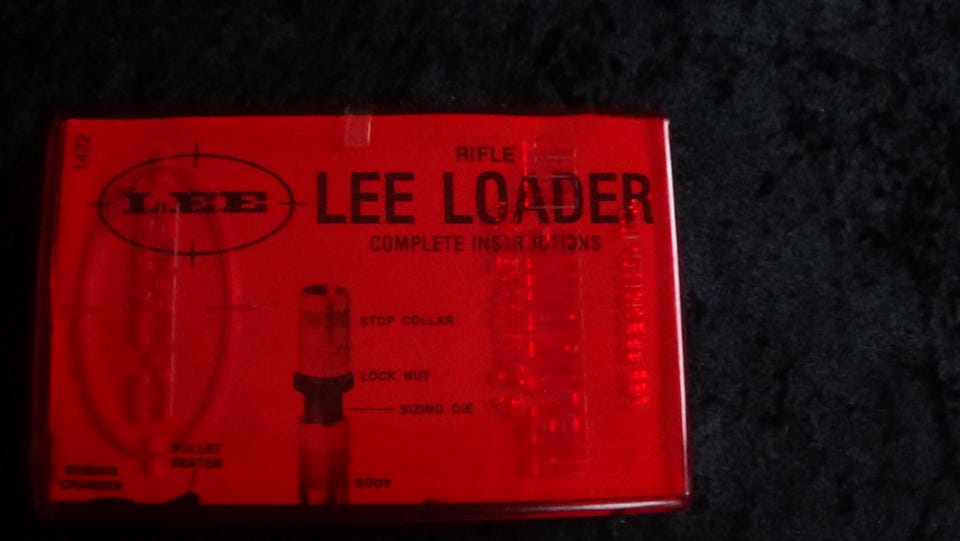 1422
LEE
RIFLE
LEE LOADER
COMPLETE INSTRUCTIONS
STOP COLLAR
LOCK NUT
SIZING DIE
BODY
BULLET
SEATER
PRIMING
CHAMBER